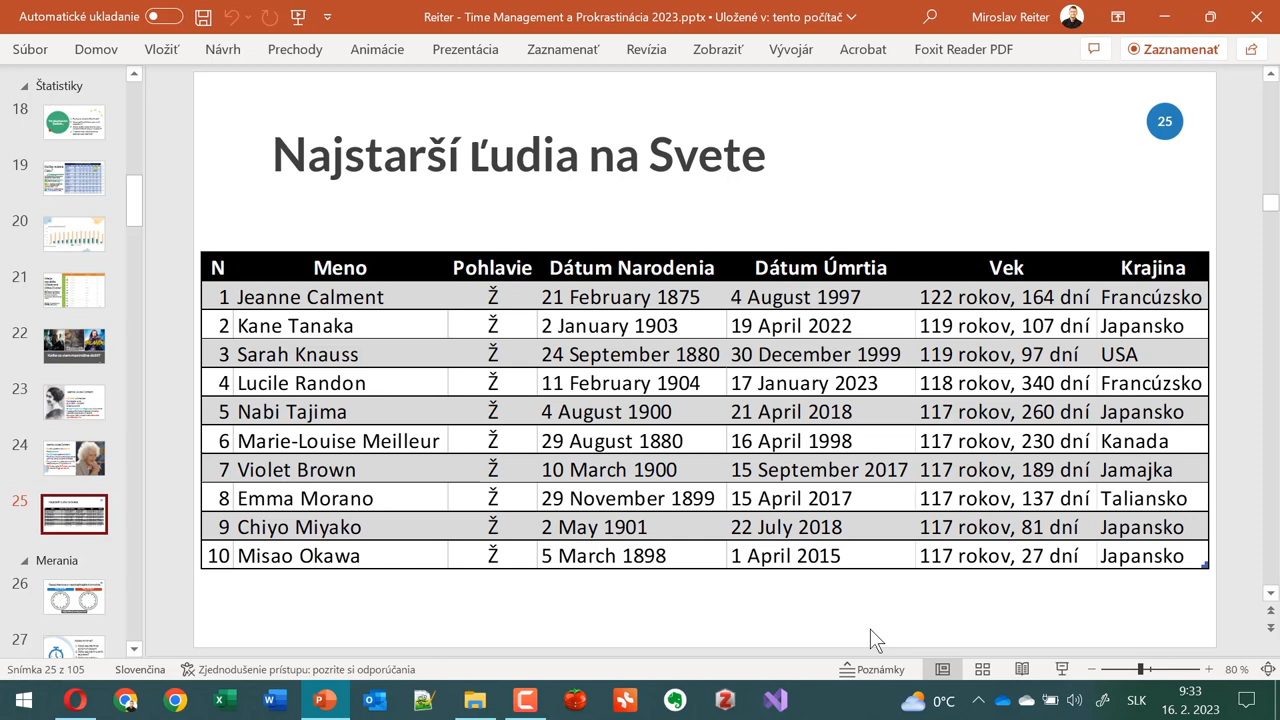 Automatické ukladanie
Reiter - Time Management a Prokrastinácia 2023.pptx • Uložené v: tento počítač
Miroslav Reiter
Súbor Domov Vložiť Návrh Prechody Animácie Prezentácia Zaznamenať Revízia Zobraziť Vývojár Acrobat Foxit Reader PDF Zaznamenať
Štatistiky
18
19
20
21
22
23
24
25
Merania
26
27
25
Najstarší Ľudia na Svete
N Meno Pohlavie Dátum Narodenia Dátum Úmrtia Vek Krajina
1 Jeanne Calment Ž 21 February 1875 4 August 1997 122 rokov, 164 dní Francúzsko
2 Kane Tanaka Ž 2 January 1903 19 April 2022 119 rokov, 107 dní Japansko
3 Sarah Knauss Ž 24 September 1880 30 December 1999 119 rokov, 97 dní USA
4 Lucile Randon Ž 11 February 1904 17 January 2023 118 rokov, 340 dní Francúzsko
5 Nabi Tajima Ž 4 August 1900 21 April 2018 117 rokov, 260 dní Japansko
6 Marie-Louise Meilleur Ž 29 August 1880 16 April 1998 117 rokov, 230 dní Kanada
7 Violet Brown Ž 10 March 1900 15 September 2017 117 rokov, 189 dní Jamajka
8 Emma Morano Ž 29 November 1899 15 April 2017 117 rokov, 137 dní Taliansko
9 Chiyo Miyako Ž 2 May 1901 22 July 2018 117 rokov, 81 dní Japansko
10 Misao Okawa Ž 5 March 1898 1 April 2015 117 rokov, 27 dní Japansko
Snímka 25 z 105 Slovenčina Zjednodušenie prístupu: pozrite si odporúčania Poznámky 80 %
0°C SLK 9:33
16. 2. 2023